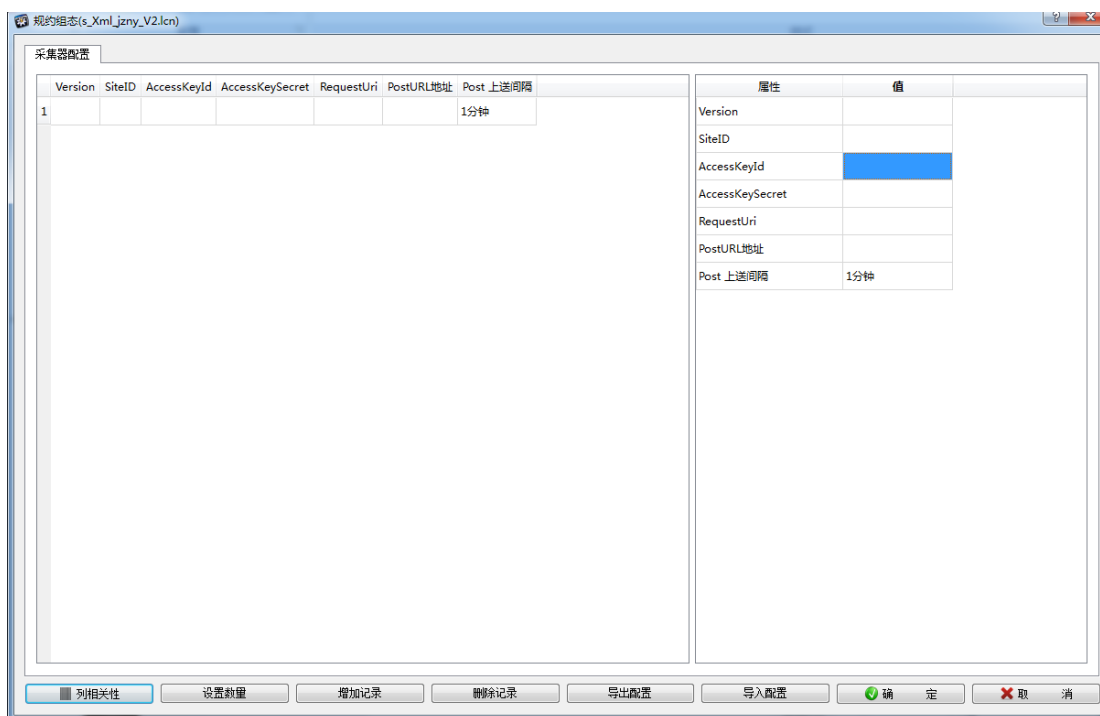 规约组态(s_Xml_jzny_V2.lcn)
?
采集器配置
Version SiteID AccessKeyId AccessKeySecret RequestUri PostURL地址 Post 上送间隔
1 1分钟
属性 值
Version
SiteID
AccessKeyId
AccessKeySecret
RequestUri
PostURL地址
Post 上送间隔 1分钟
列相关性 设置数量 增加记录 删除记录 导出配置 导入配置 确 定 取 消